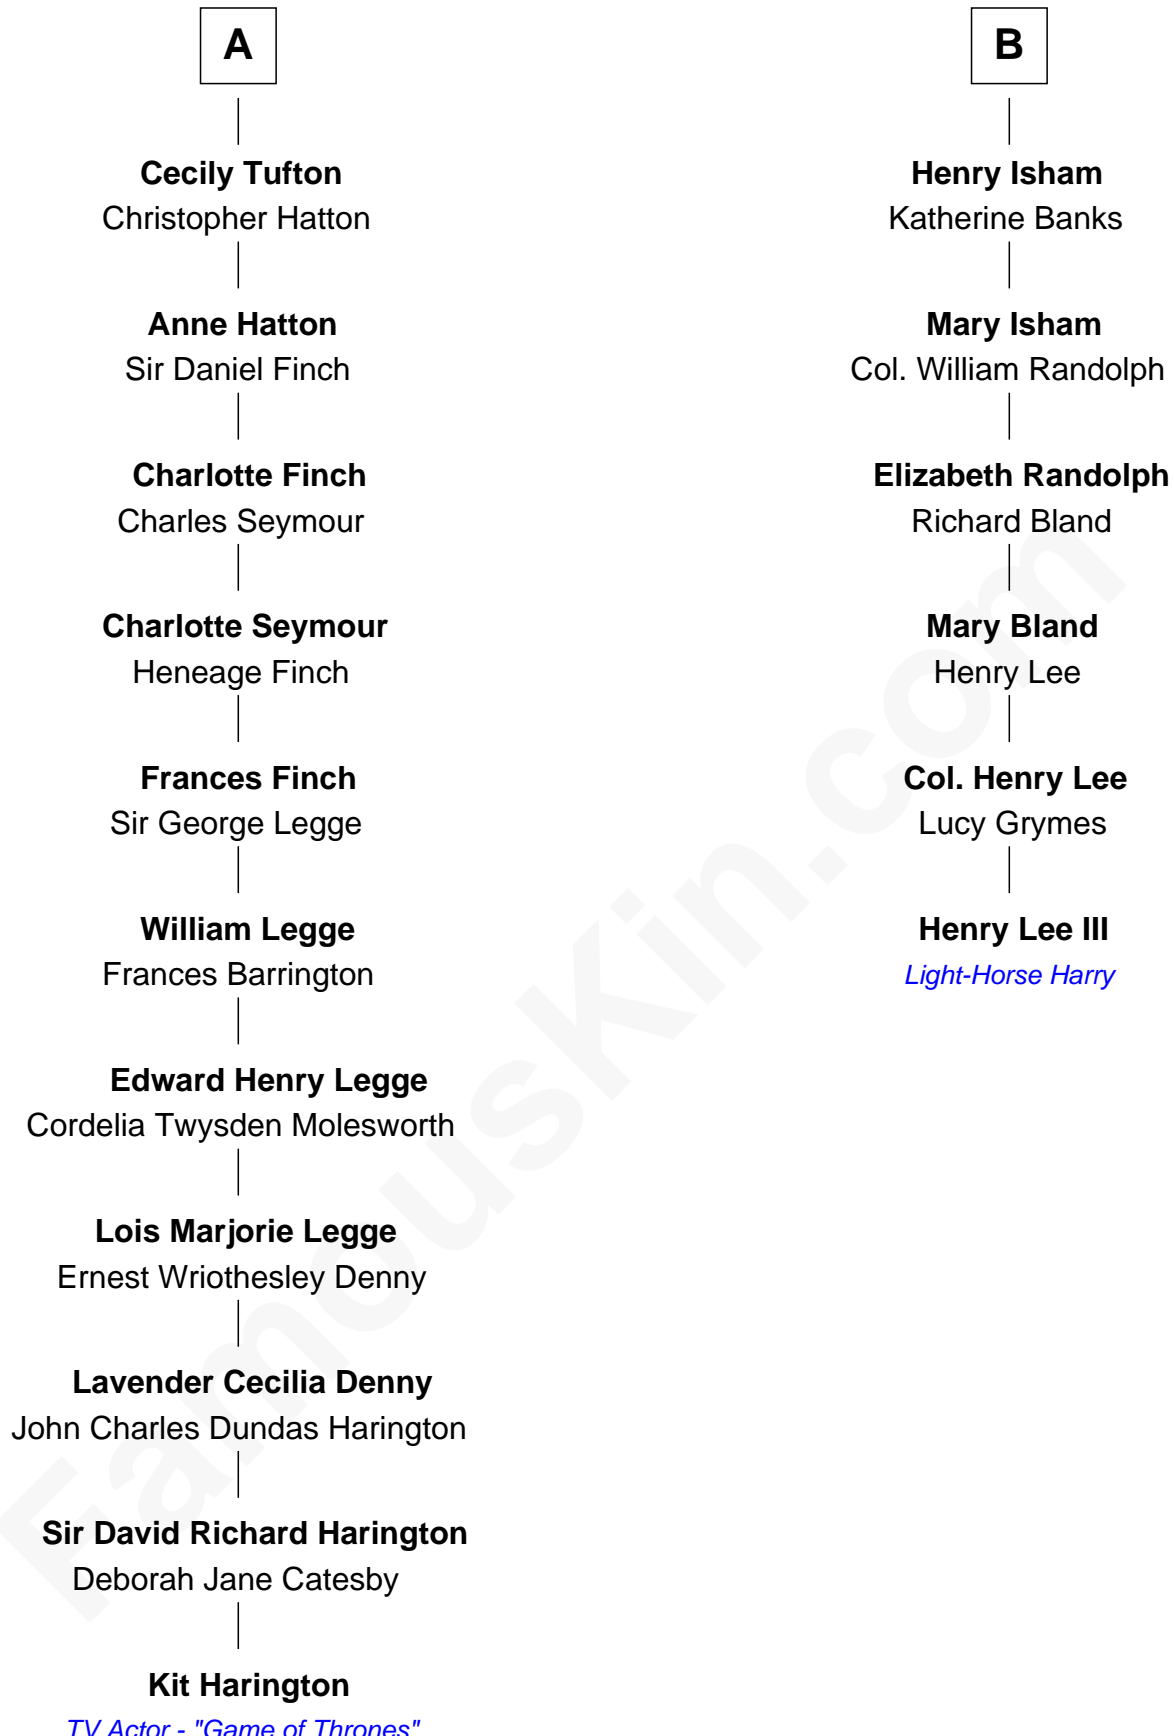 A
Cecily Tufton
Christopher Hatton
Anne Hatton
Sir Daniel Finch
Charlotte Finch
Charles Seymour
Charlotte Seymour
Heneage Finch
Frances Finch
Sir George Legge
William Legge
Frances Barrington
Edward Henry Legge
Cordelia Twysden Molesworth
Lois Marjorie Legge
Ernest Wriothesley Denny
Lavender Cecilia Denny
John Charles Dundas Harington
Sir David Richard Harington
Deborah Jane Catesby
Kit Harington
TV Actor - "Game of Thrones"
B
Henry Isham
Katherine Banks
Mary Isham
Col. William Randolph
Elizabeth Randolph
Richard Bland
Mary Bland
Henry Lee
Col. Henry Lee
Lucy Grymes
Henry Lee III
Light-Horse Harry
FamousKin.com